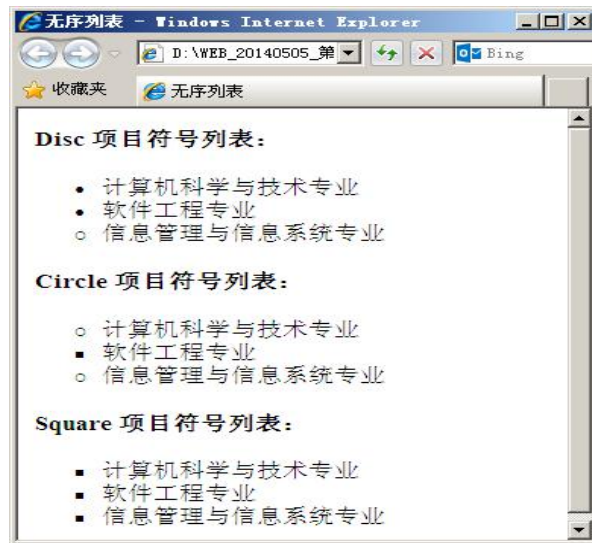 无序列表 - Windows Internet Explorer
D:\WEB_20140505_第
Bing
收藏夹
无序列表
Disc 项目符号列表：
• 计算机科学与技术专业
• 软件工程专业
○ 信息管理与信息系统专业
Circle 项目符号列表：
○ 计算机科学与技术专业
▪ 软件工程专业
○ 信息管理与信息系统专业
Square 项目符号列表：
▪ 计算机科学与技术专业
▪ 软件工程专业
▪ 信息管理与信息系统专业